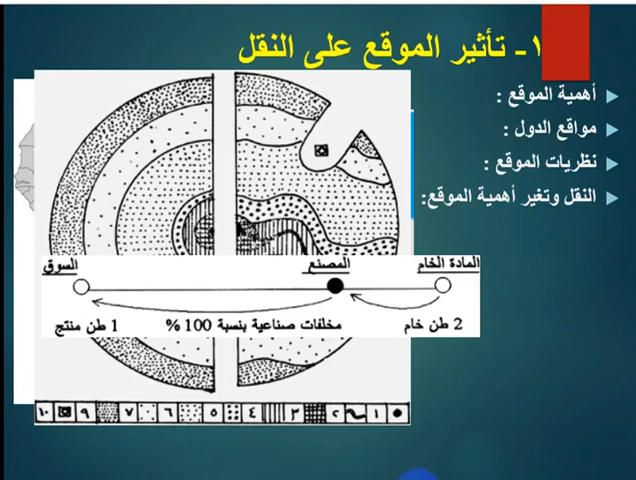 ١- تأثير الموقع على النقل
أهمية الموقع :
مواقع الدول :
نظريات الموقع :
النقل وتغير أهمية الموقع:
المادة الخام المصنع السوق
2 طن خام مخلفات صناعية بنسبة 100 % 1 طن منتج
١ ٢ ٣ ٤ ٥ ٦ ٧ ٩ ١٠